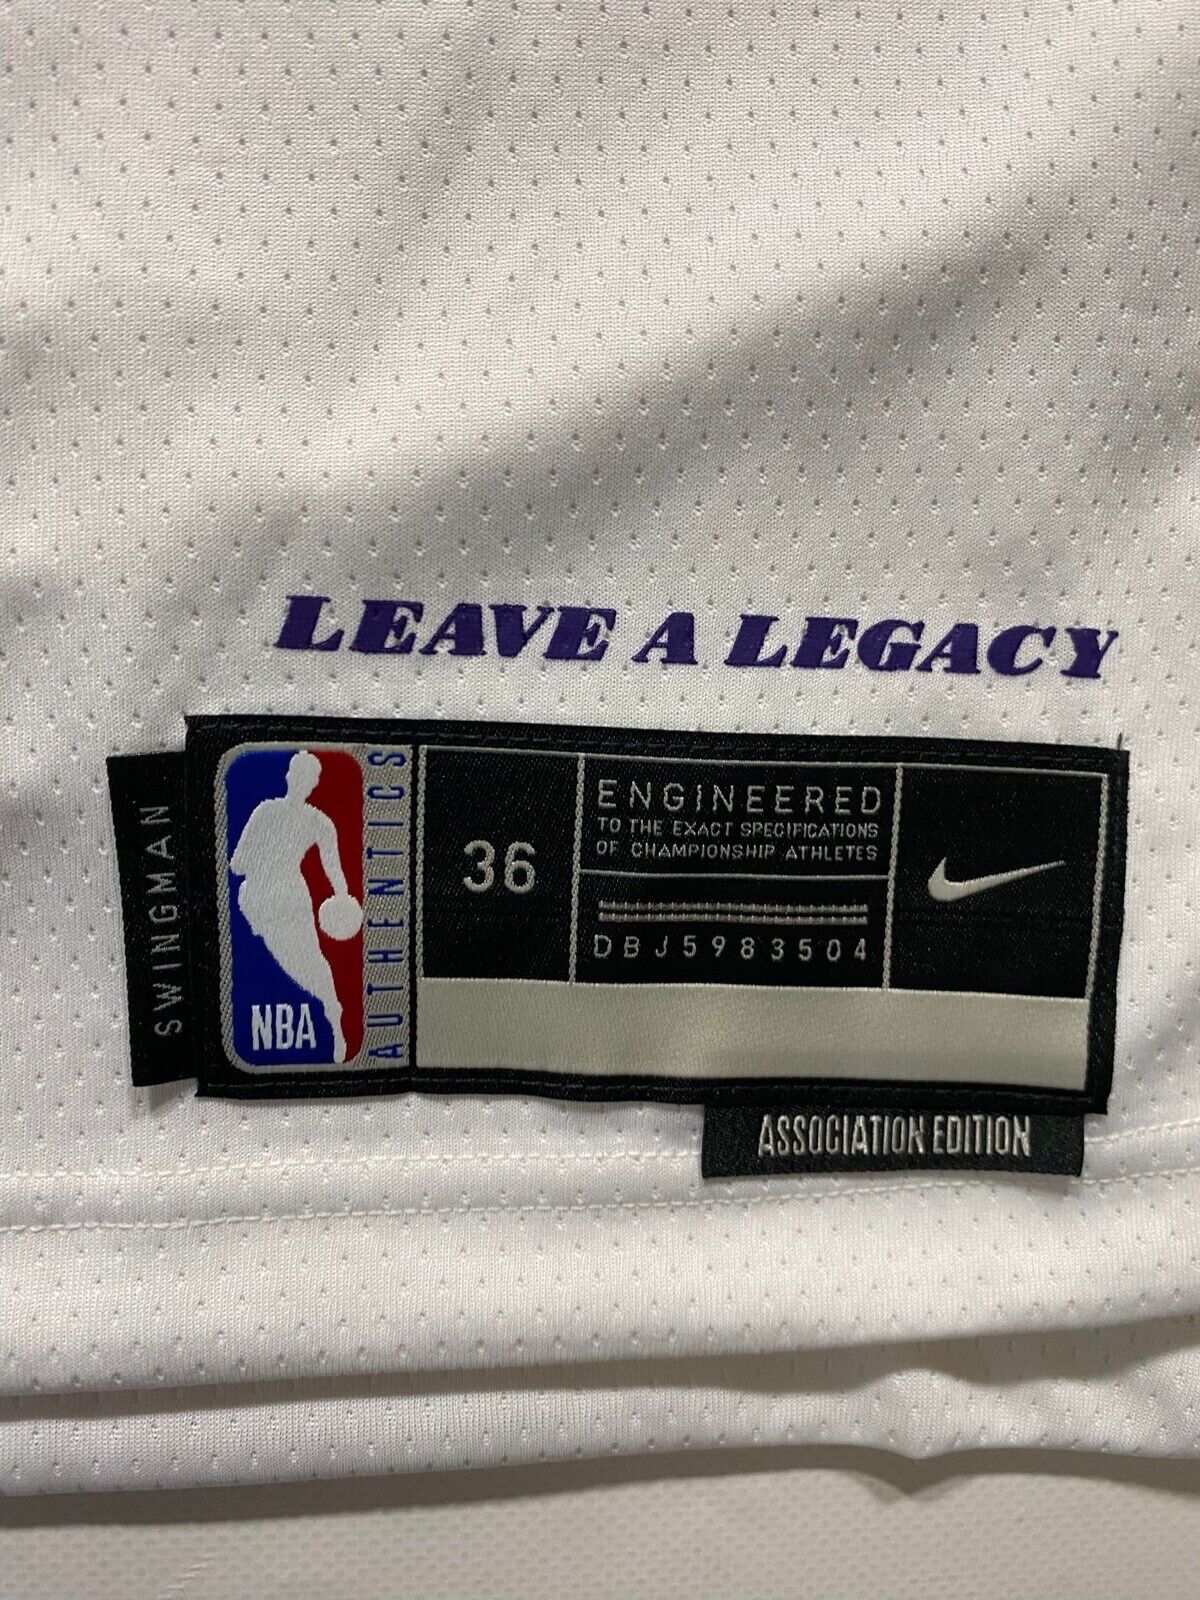 LEAVE A LEGACY
SWINGMAN
NBA
AUTHENTICS
36
ENGINEERED
TO THE EXACT SPECIFICATIONS
OF CHAMPIONSHIP ATHLETES
DBJ5983504
ASSOCIATION EDITION